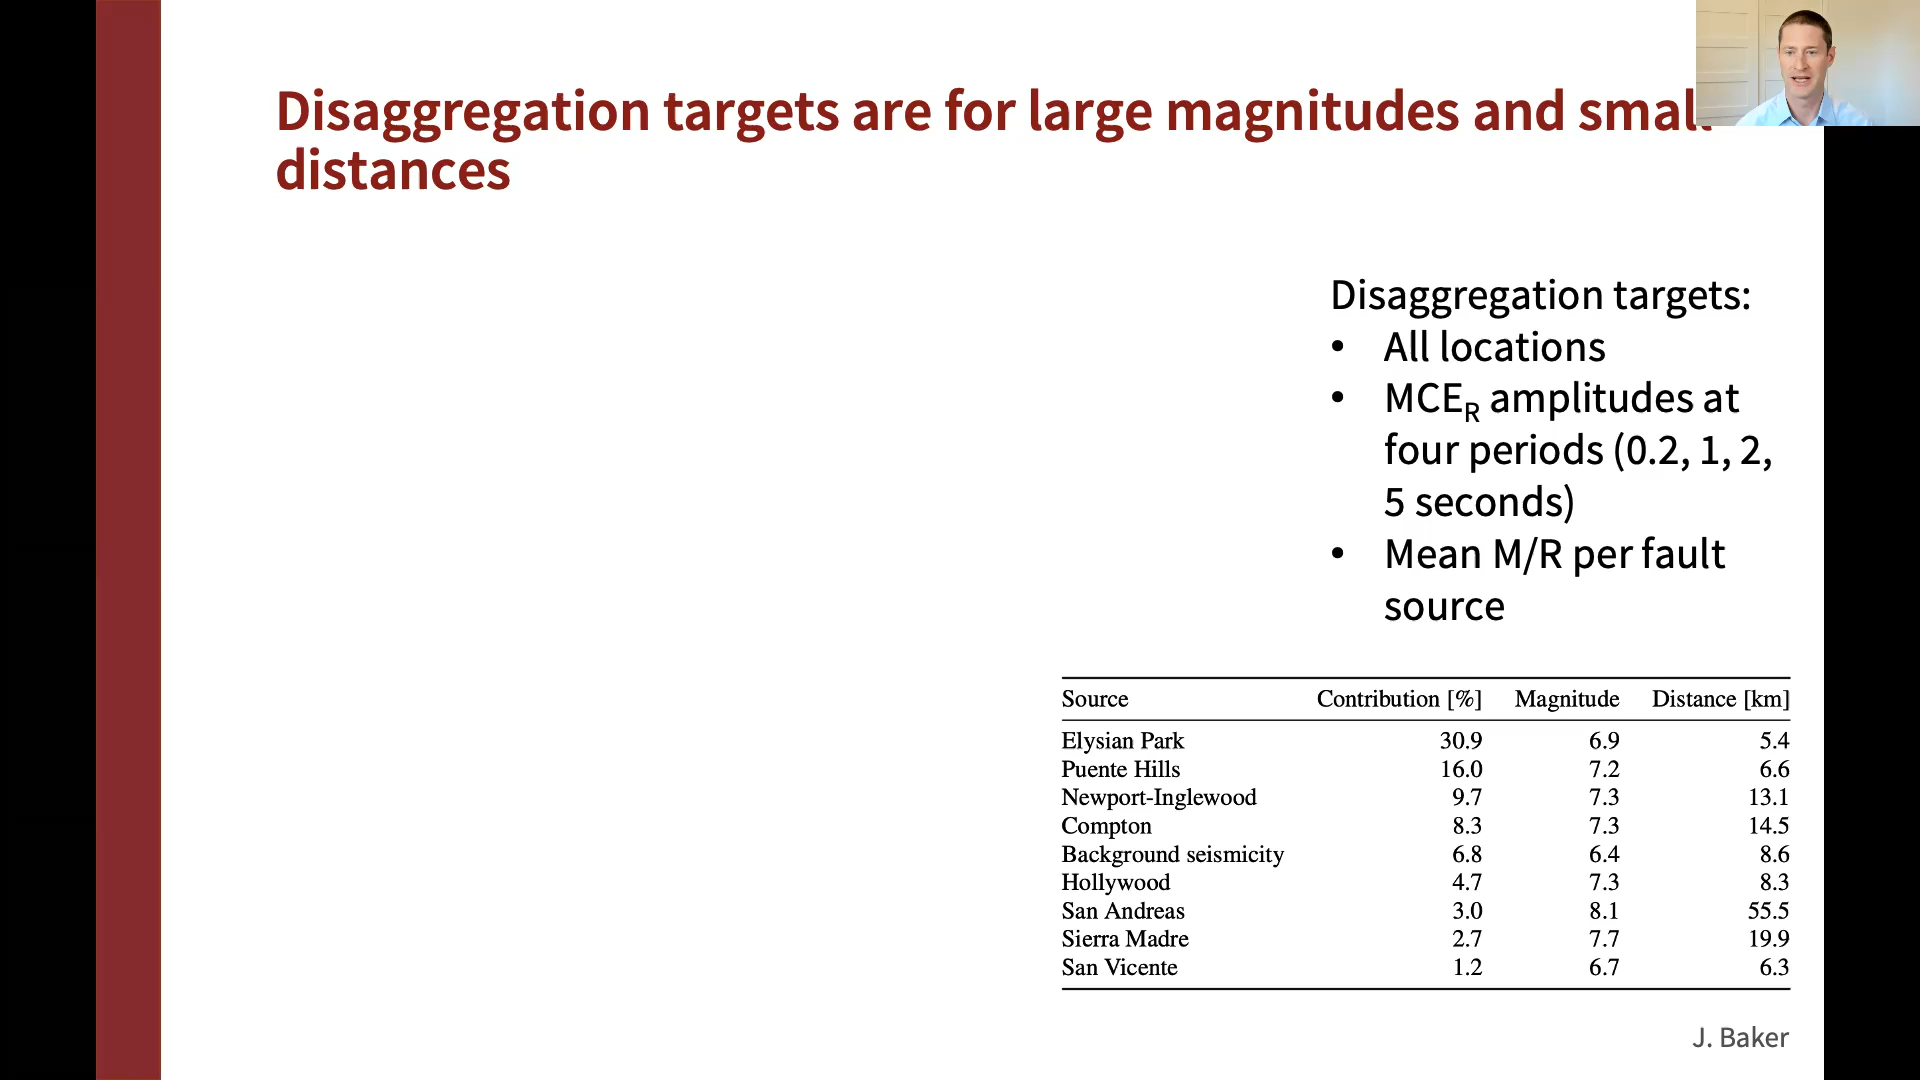 Disaggregation targets are for large magnitudes and small
distances
Disaggregation targets:
• All locations
• MCE_R amplitudes at
four periods (0.2, 1, 2,
5 seconds)
• Mean M/R per fault
source
Source Contribution [%] Magnitude Distance [km]
Elysian Park 30.9 6.9 5.4
Puente Hills 16.0 7.2 6.6
Newport-Inglewood 9.7 7.3 13.1
Compton 8.3 7.3 14.5
Background seismicity 6.8 6.4 8.6
Hollywood 4.7 7.3 8.3
San Andreas 3.0 8.1 55.5
Sierra Madre 2.7 7.7 19.9
San Vicente 1.2 6.7 6.3
J. Baker